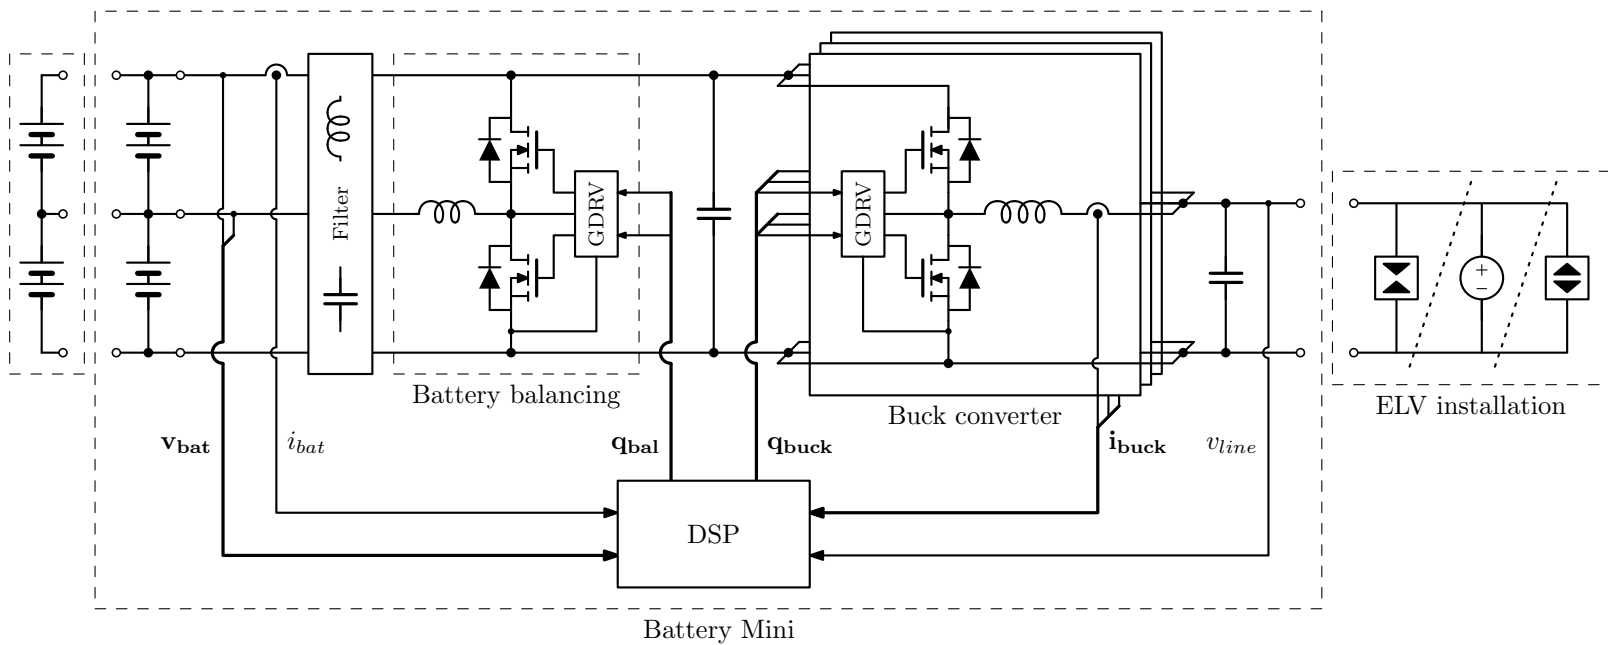 Filter
GDRV
GDRV
+
−
Battery balancing
Buck converter
ELV installation
v_bat
i_bat
q_bal
q_buck
i_buck
v_line
DSP
Battery Mini